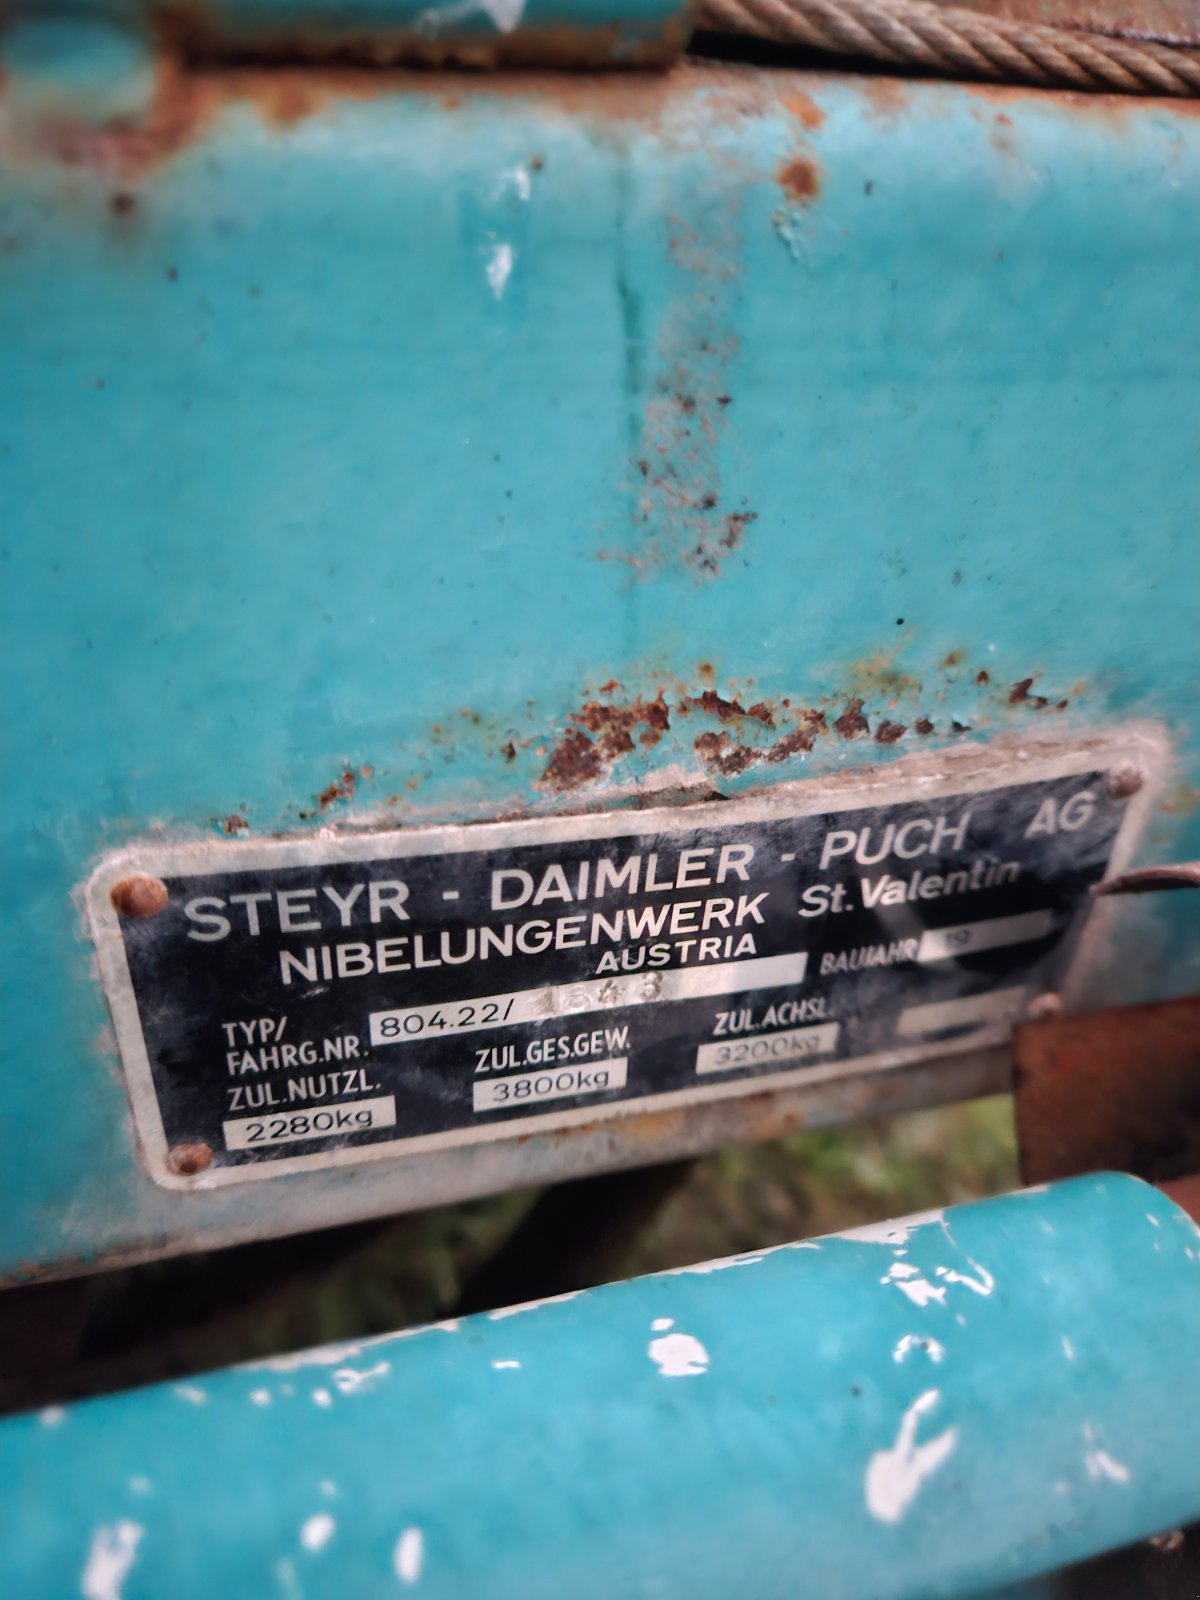 STEYR - DAIMLER - PUCH AG
NIBELUNGENWERK St. Valentin
AUSTRIA
TYP/
FAHRG.NR. 804.22/ BAUJAHR 19
ZUL.NUTZL. ZUL.GES.GEW. ZUL.ACHSL.
2280kg 3800kg 3200kg